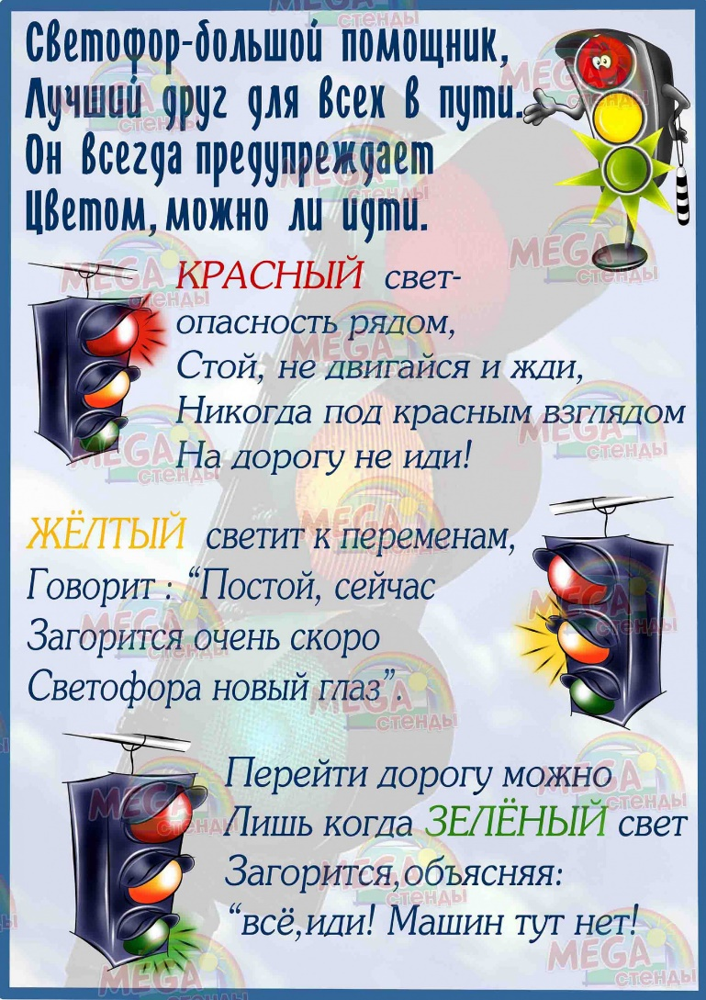 Светофор-большой помощник,
Лучший друг для всех в пути.
Он всегда предупреждает
Цветом, можно ли идти.
КРАСНЫЙ свет-
опасность рядом,
Стой, не двигайся и жди,
Никогда под красным взглядом
На дорогу не иди!
ЖЁЛТЫЙ светит к переменам,
Говорит : “Постой, сейчас
Загорится очень скоро
Светофора новый глаз”.
Перейти дорогу можно
Лишь когда ЗЕЛЁНЫЙ свет
Загорится,объясняя:
“всё,иди! Машин тут нет!
MEGA
стенды